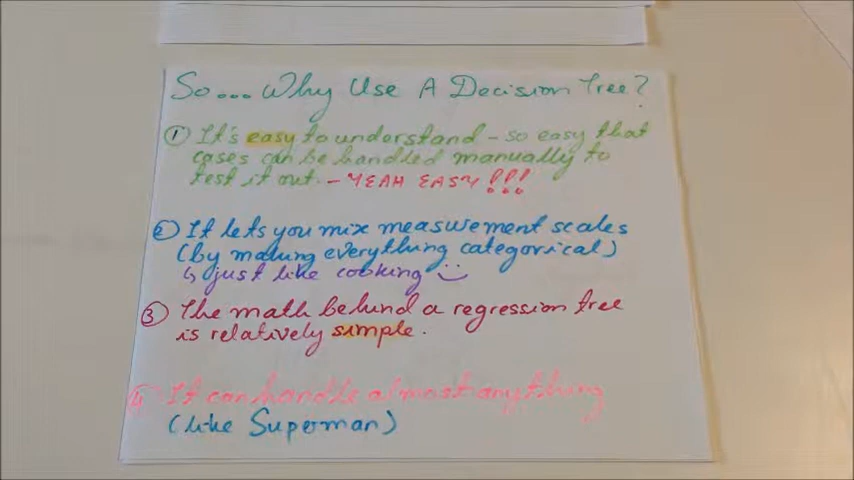 So... Why Use A Decision Tree?
① It's easy to understand - so easy that
cases can be handled manually to
test it out. - YEAH EASY!!!
② It lets you mix measurement scales
(by making everything categorical)
↳ just like cooking :)
③ The math behind a regression tree
is relatively simple.
④ It can handle almost anything
(like Superman)